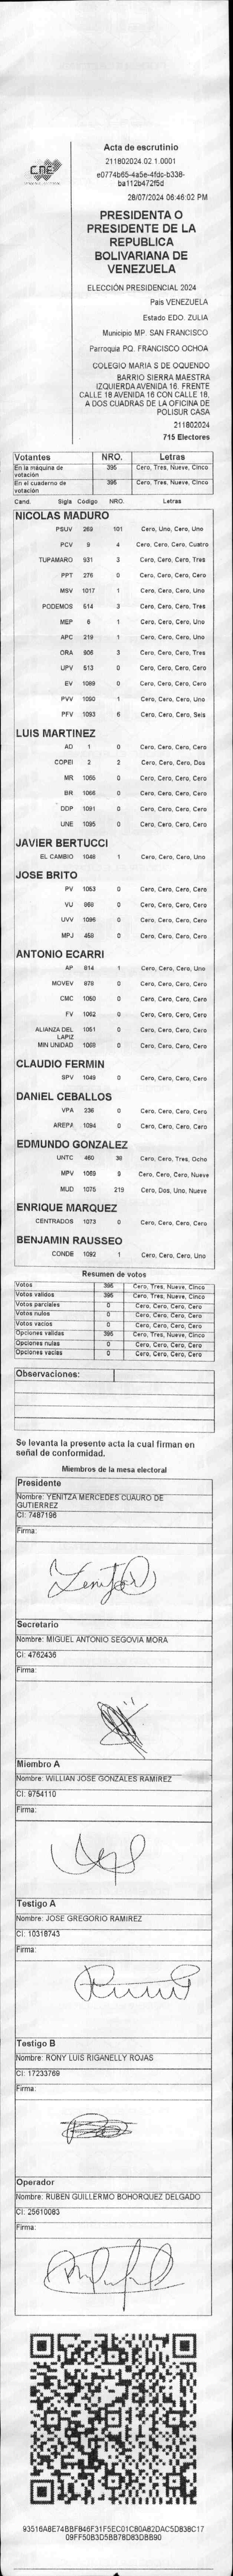 CNE
Acta de escrutinio
211802024.02.1.0001
e0774b65-4a5e-4fdc-b338-
ba112b472f5d
28/07/2024 06:46:02 PM
PRESIDENTA O
PRESIDENTE DE LA
REPUBLICA
BOLIVARIANA DE
VENEZUELA
ELECCIÓN PRESIDENCIAL 2024
País VENEZUELA
Estado EDO. ZULIA
Municipio MP. SAN FRANCISCO
Parroquia PQ. FRANCISCO OCHOA
COLEGIO MARIA S DE OQUENDO
BARRIO SIERRA MAESTRA
IZQUIERDA AVENIDA 16. FRENTE
CALLE 18 AVENIDA 16 CON CALLE 18.
A DOS CUADRAS DE LA OFICINA DE
POLISUR CASA
211802024
715 Electores
Votantes NRO. Letras
En la máquina de votación 395 Cero, Tres, Nueve, Cinco
En el cuaderno de votación 395 Cero, Tres, Nueve, Cinco
Cand. Sigla Código NRO. Letras
NICOLAS MADURO
PSUV 269 101 Cero, Uno, Cero, Uno
PCV 9 4 Cero, Cero, Cero, Cuatro
TUPAMARO 931 3 Cero, Cero, Cero, Tres
PPT 276 0 Cero, Cero, Cero, Cero
MSV 1017 1 Cero, Cero, Cero, Uno
PODEMOS 514 3 Cero, Cero, Cero, Tres
MEP 6 1 Cero, Cero, Cero, Uno
APC 219 1 Cero, Cero, Cero, Uno
ORA 906 3 Cero, Cero, Cero, Tres
UPV 513 0 Cero, Cero, Cero, Cero
EV 1089 0 Cero, Cero, Cero, Cero
PVV 1090 1 Cero, Cero, Cero, Uno
PFV 1093 6 Cero, Cero, Cero, Seis
LUIS MARTINEZ
AD 1 0 Cero, Cero, Cero, Cero
COPEI 2 2 Cero, Cero, Cero, Dos
MR 1065 0 Cero, Cero, Cero, Cero
BR 1066 0 Cero, Cero, Cero, Cero
DDP 1091 0 Cero, Cero, Cero, Cero
UNE 1095 0 Cero, Cero, Cero, Cero
JAVIER BERTUCCI
EL CAMBIO 1048 1 Cero, Cero, Cero, Uno
JOSE BRITO
PV 1053 0 Cero, Cero, Cero, Cero
VU 868 0 Cero, Cero, Cero, Cero
UVV 1096 0 Cero, Cero, Cero, Cero
MPJ 459 0 Cero, Cero, Cero, Cero
ANTONIO ECARRI
AP 814 1 Cero, Cero, Cero, Uno
MOVEV 878 0 Cero, Cero, Cero, Cero
CMC 1050 0 Cero, Cero, Cero, Cero
FV 1062 0 Cero, Cero, Cero, Cero
ALIANZA DEL LAPIZ 1061 0 Cero, Cero, Cero, Cero
MIN UNIDAD 1068 0 Cero, Cero, Cero, Cero
CLAUDIO FERMIN
SPV 1049 0 Cero, Cero, Cero, Cero
DANIEL CEBALLOS
VPA 236 0 Cero, Cero, Cero, Cero
AREPA 1094 0 Cero, Cero, Cero, Cero
EDMUNDO GONZALEZ
UNTC 460 38 Cero, Cero, Tres, Ocho
MPV 1069 9 Cero, Cero, Cero, Nueve
MUD 1075 219 Cero, Dos, Uno, Nueve
ENRIQUE MARQUEZ
CENTRADOS 1073 0 Cero, Cero, Cero, Cero
BENJAMIN RAUSSEO
CONDE 1092 1 Cero, Cero, Cero, Uno
Resumen de votos
Votos 395 Cero, Tres, Nueve, Cinco
Votos validos 395 Cero, Tres, Nueve, Cinco
Votos parciales 0 Cero, Cero, Cero, Cero
Votos nulos 0 Cero, Cero, Cero, Cero
Votos vacios 0 Cero, Cero, Cero, Cero
Opciones validas 395 Cero, Tres, Nueve, Cinco
Opciones nulas 0 Cero, Cero, Cero, Cero
Opciones vacias 0 Cero, Cero, Cero, Cero
Observaciones:
Se levanta la presente acta la cual firman en
señal de conformidad.
Miembros de la mesa electoral
Presidente
Nombre: YENITZA MERCEDES CUAURO DE
GUTIERREZ
CI: 7487198
Firma:
Secretario
Nombre: MIGUEL ANTONIO SEGOVIA MORA
CI: 4762436
Firma:
Miembro A
Nombre: WILLIAN JOSE GONZALES RAMIREZ
CI: 9754110
Firma:
Testigo A
Nombre: JOSE GREGORIO RAMIREZ
CI: 10318743
Firma:
Testigo B
Nombre: RONY LUIS RIGANELLY ROJAS
CI: 17233769
Firma:
Operador
Nombre: RUBEN GUILLERMO BOHORQUEZ DELGADO
CI: 25610083
Firma:
93516A8E74BBF846F31F5EC01C80A82DAC5D838C17
09FF50B3D5BB78D83DBB90